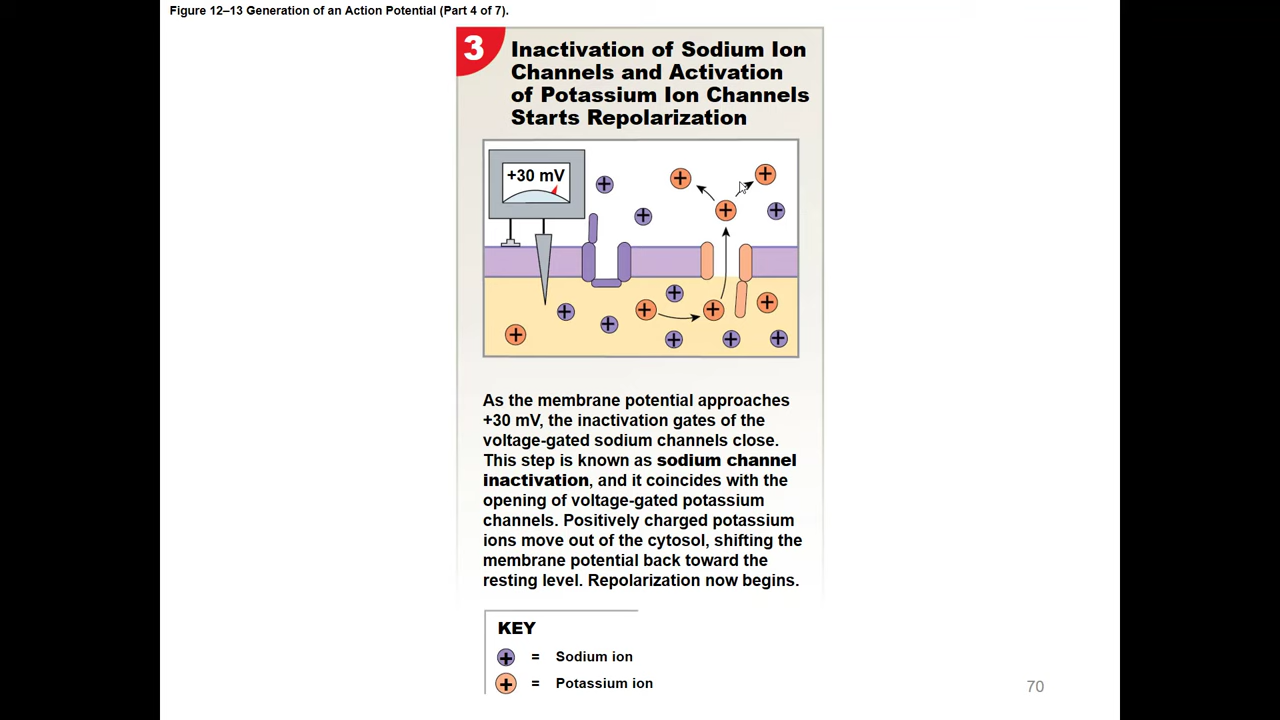 Figure 12–13 Generation of an Action Potential (Part 4 of 7).
3
Inactivation of Sodium Ion
Channels and Activation
of Potassium Ion Channels
Starts Repolarization
+30 mV
+ + + + + +
+ + + + + + + + + +
As the membrane potential approaches
+30 mV, the inactivation gates of the
voltage-gated sodium channels close.
This step is known as sodium channel
inactivation, and it coincides with the
opening of voltage-gated potassium
channels. Positively charged potassium
ions move out of the cytosol, shifting the
membrane potential back toward the
resting level. Repolarization now begins.
KEY
+ = Sodium ion
+ = Potassium ion
70